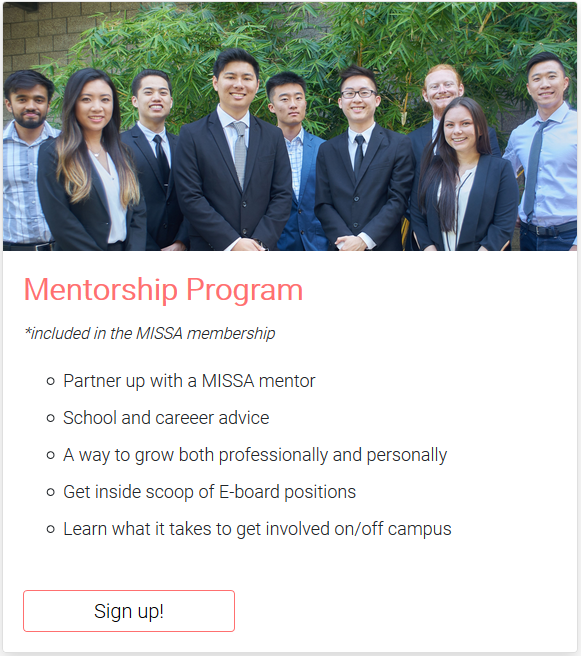 Mentorship Program
*included in the MISSA membership
Partner up with a MISSA mentor
School and careeer advice
A way to grow both professionally and personally
Get inside scoop of E-board positions
Learn what it takes to get involved on/off campus
Sign up!